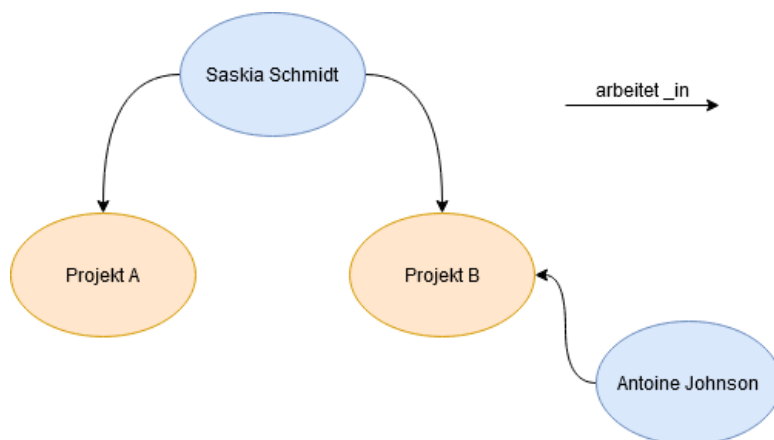 Saskia Schmidt
arbeitet _in
Projekt A
Projekt B
Antoine Johnson